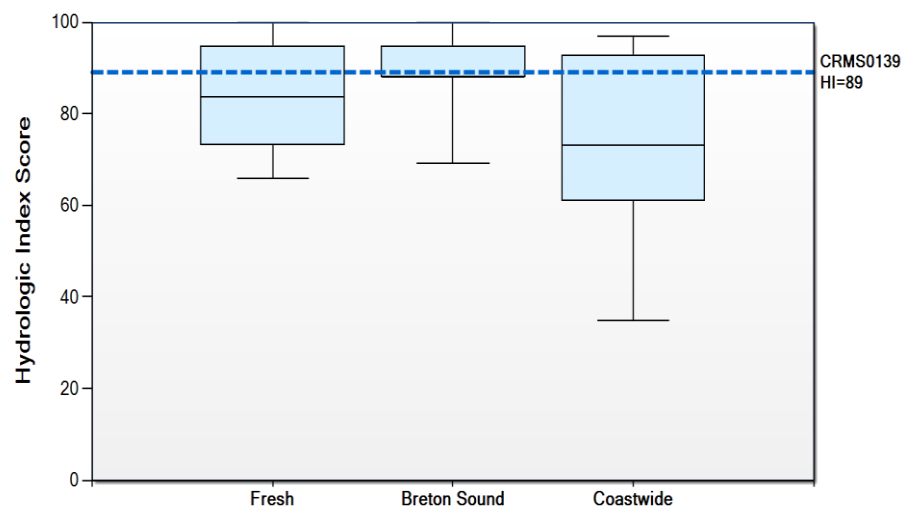 Hydrologic Index Score
100
80
60
40
20
0
Fresh
Breton Sound
Coastwide
CRMS0139
HI=89